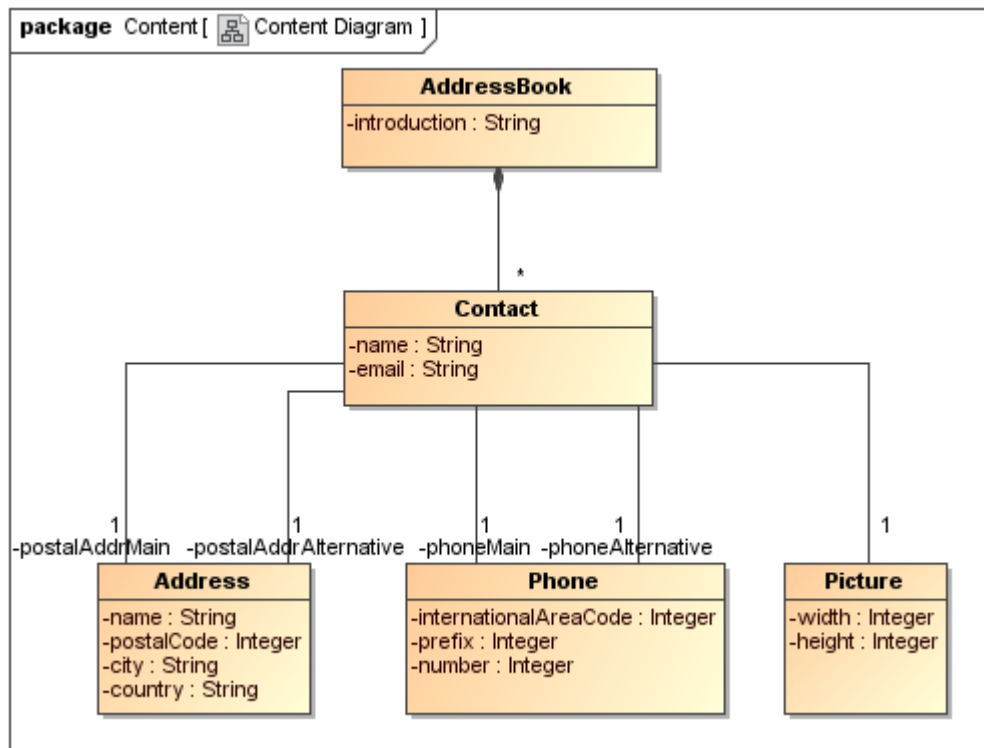 package Content [ Content Diagram ]
AddressBook
-introduction : String
*
Contact
-name : String
-email : String
1 1 1 1 1
-postalAddrMain -postalAddrAlternative -phoneMain -phoneAlternative
Address
-name : String
-postalCode : Integer
-city : String
-country : String
Phone
-internationalAreaCode : Integer
-prefix : Integer
-number : Integer
Picture
-width : Integer
-height : Integer